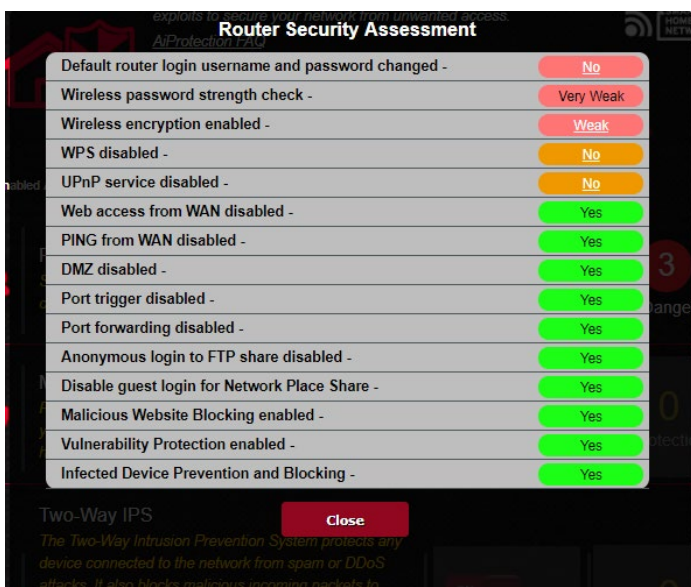 exploits to secure your network from unwanted access.
AiProtection FAQ
Router Security Assessment
Default router login username and password changed - No
Wireless password strength check - Very Weak
Wireless encryption enabled - Weak
WPS disabled - No
UPnP service disabled - No
Web access from WAN disabled - Yes
PING from WAN disabled - Yes
DMZ disabled - Yes
Port trigger disabled - Yes
3
Port forwarding disabled - Yes
Anonymous login to FTP share disabled - Yes
Disable guest login for Network Place Share - Yes
Malicious Website Blocking enabled - Yes
0
Vulnerability Protection enabled - Yes
Infected Device Prevention and Blocking - Yes
Two-Way IPS
Close
The Two-Way Intrusion Prevention System protects any
device connected to the network from spam or DDoS
attacks. It also blocks malicious incoming packets to